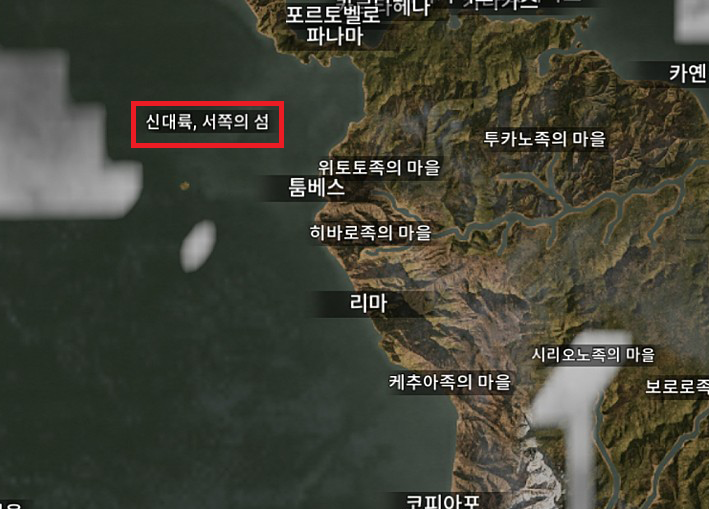 포르토벨로
파나마
카옌
신대륙, 서쪽의 섬
투카노족의 마을
위토토족의 마을
툼베스
히바로족의 마을
리마
시리오노족의 마을
케추아족의 마을
보로로족
코피아포